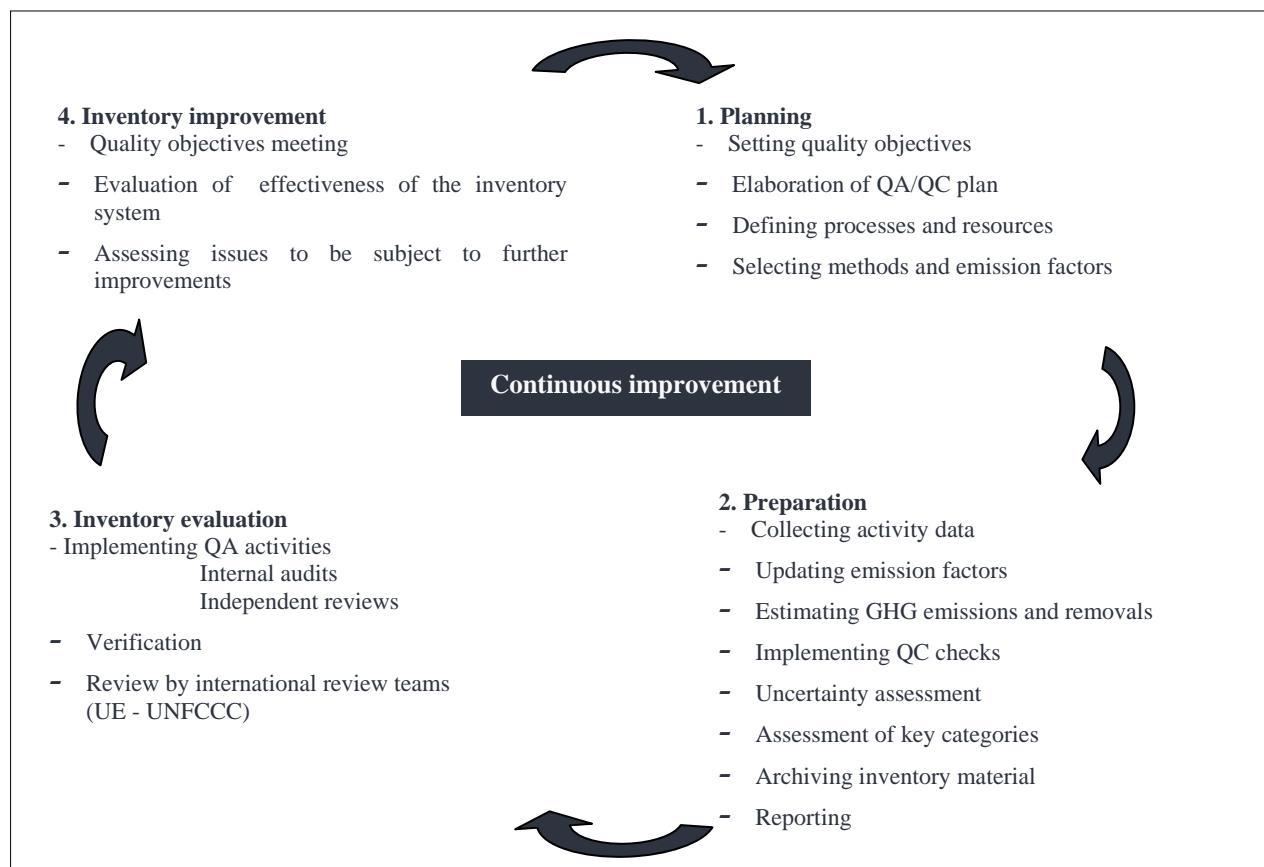 4. Inventory improvement
- Quality objectives meeting
- Evaluation of effectiveness of the inventory
system
- Assessing issues to be subject to further
improvements
1. Planning
- Setting quality objectives
- Elaboration of QA/QC plan
- Defining processes and resources
- Selecting methods and emission factors
Continuous improvement
3. Inventory evaluation
- Implementing QA activities
Internal audits
Independent reviews
- Verification
- Review by international review teams
(UE - UNFCCC)
2. Preparation
- Collecting activity data
- Updating emission factors
- Estimating GHG emissions and removals
- Implementing QC checks
- Uncertainty assessment
- Assessment of key categories
- Archiving inventory material
- Reporting